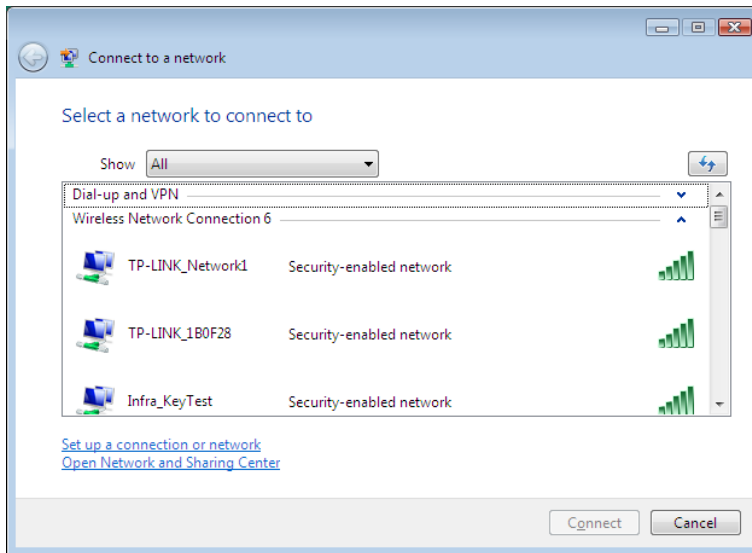 Connect to a network
Select a network to connect to
Show All
Dial-up and VPN
Wireless Network Connection 6
TP-LINK_Network1 Security-enabled network
TP-LINK_1B0F28 Security-enabled network
Infra_KeyTest Security-enabled network
Set up a connection or network
Open Network and Sharing Center
Connect Cancel